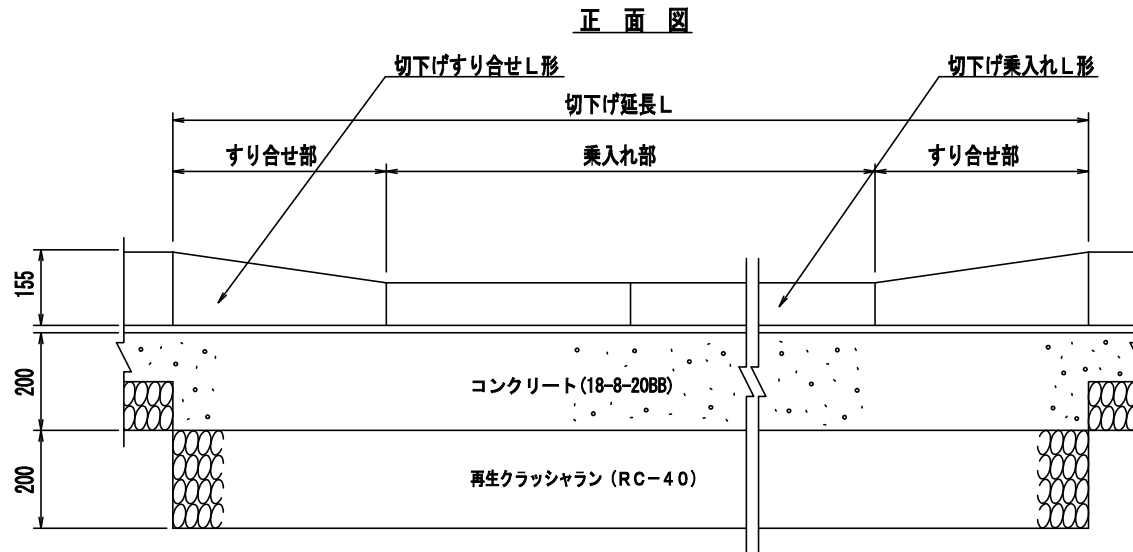 正面図
切下げすり合せL形
切下げ乗入れL形
切下げ延長L
すり合せ部
乗入れ部
すり合せ部
155
200
コンクリート(18-8-20BB)
200
再生クラッシャラン(RC-40)